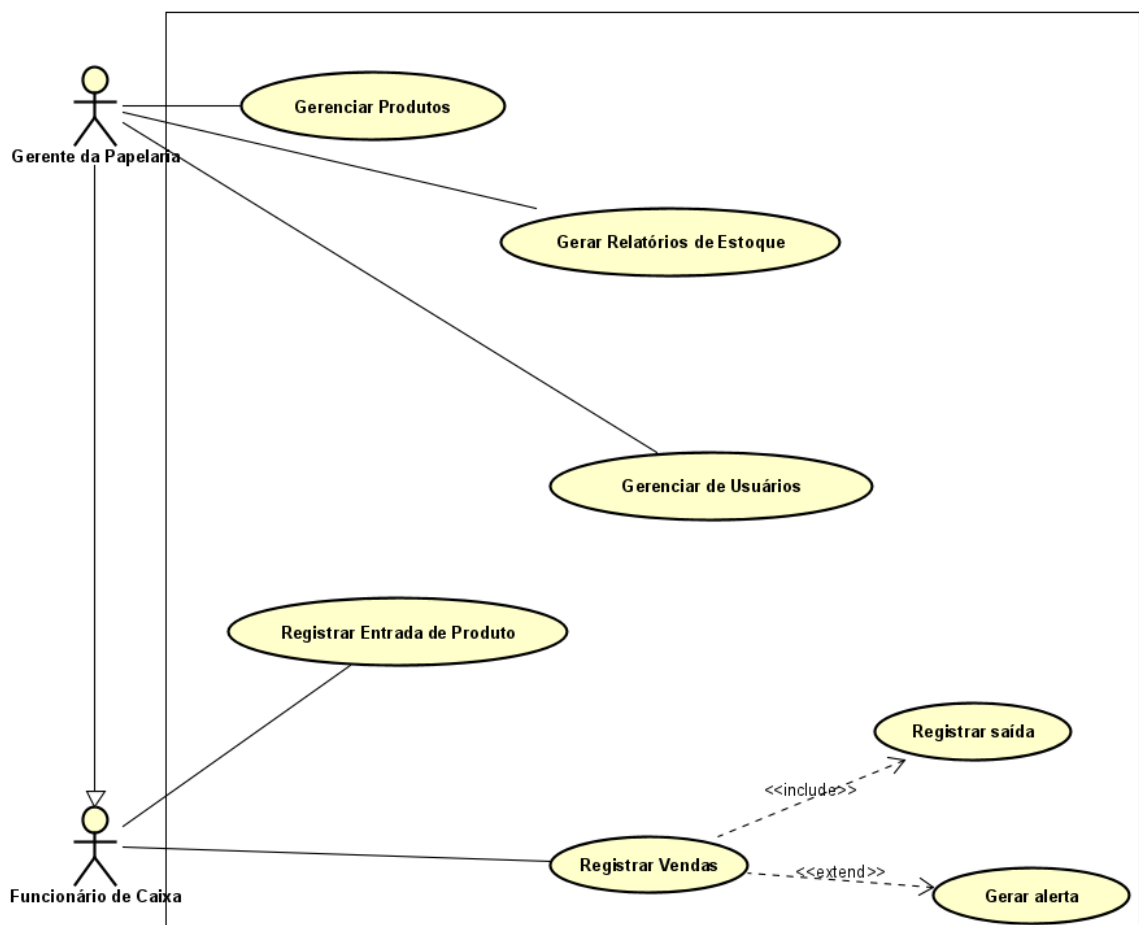 Gerenciar Produtos
Gerente da Papelaria
Gerar Relatórios de Estoque
Gerenciar de Usuários
Registrar Entrada de Produto
Registrar saída
<<include>>
Registrar Vendas
<<extend>>
Gerar alerta
Funcionário de Caixa